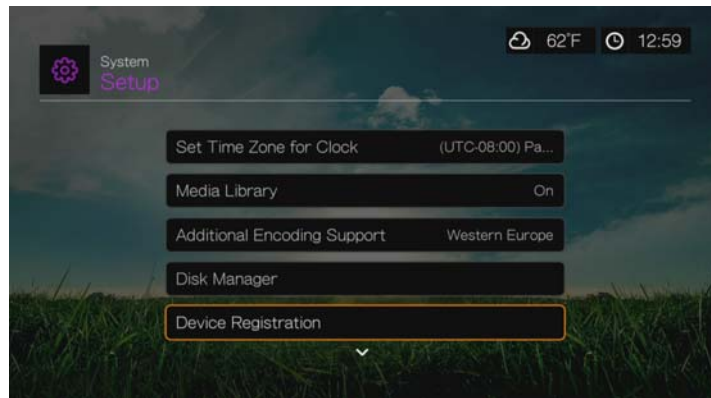 62°F 12:59
System
Setup
Set Time Zone for Clock (UTC-08:00) Pa...
Media Library On
Additional Encoding Support Western Europe
Disk Manager
Device Registration